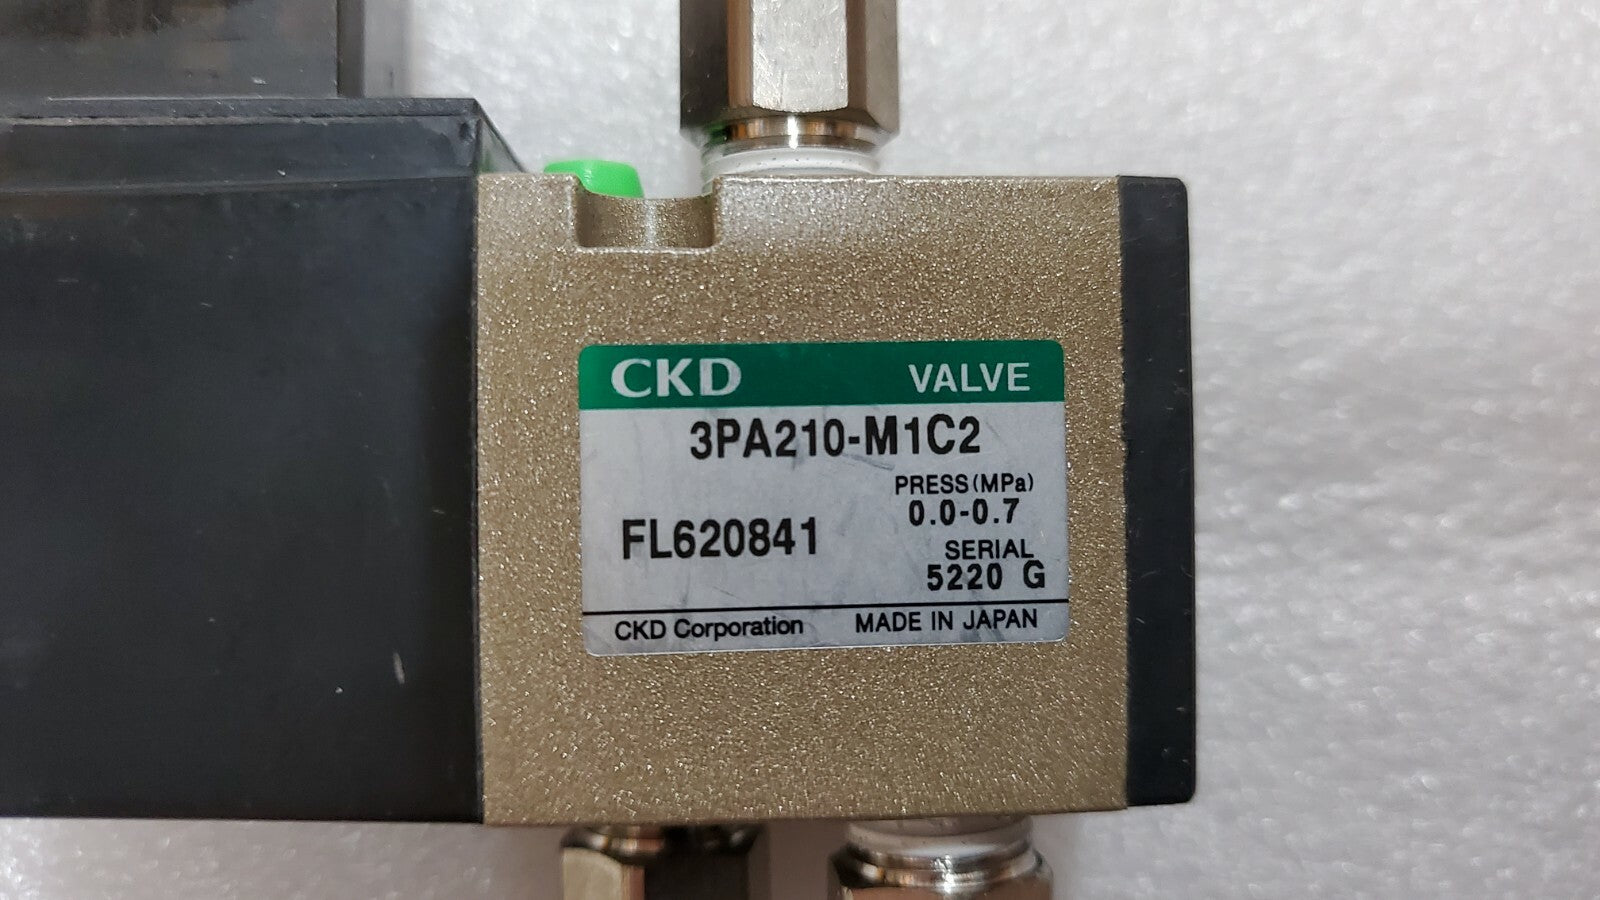 CKD VALVE
3PA210-M1C2
PRESS(MPa)
0.0-0.7
FL620841
SERIAL
5220 G
CKD Corporation MADE IN JAPAN